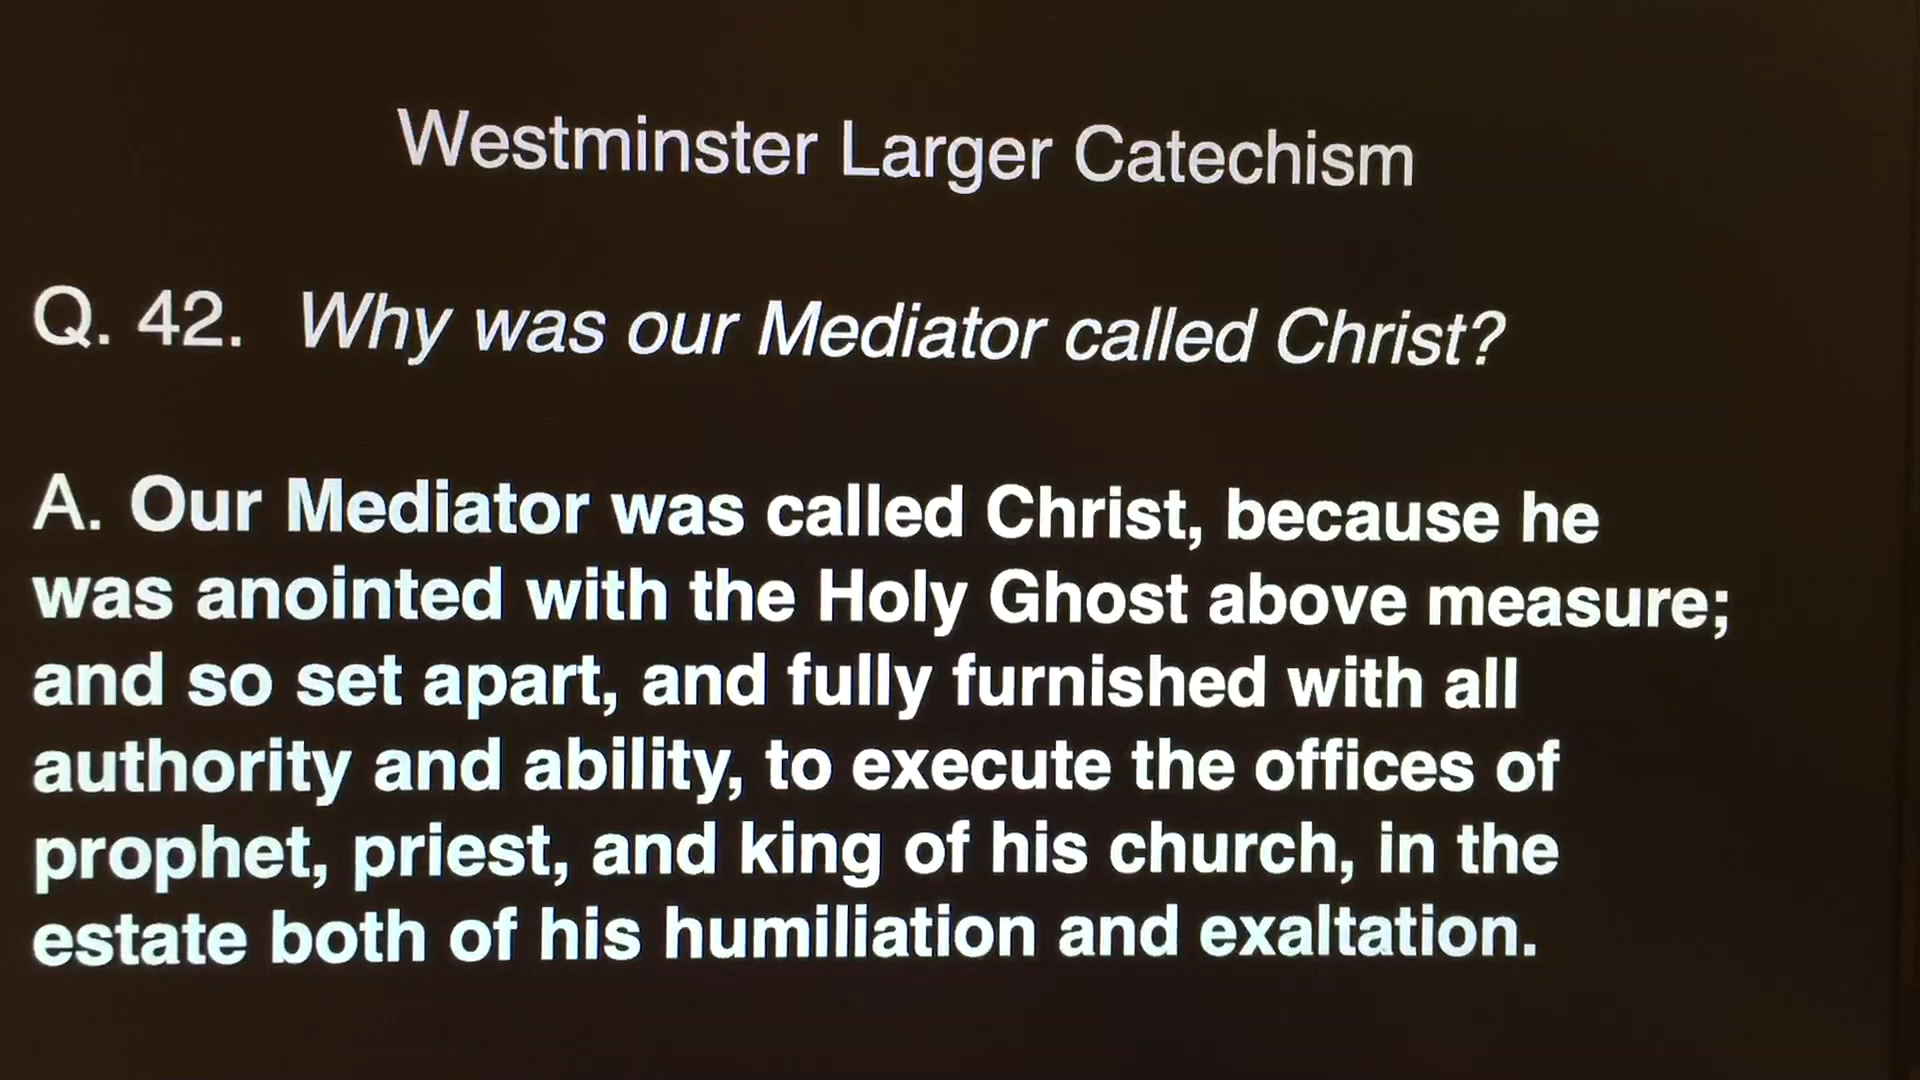 Westminster Larger Catechism
Q. 42. Why was our Mediator called Christ?
A. Our Mediator was called Christ, because he
was anointed with the Holy Ghost above measure;
and so set apart, and fully furnished with all
authority and ability, to execute the offices of
prophet, priest, and king of his church, in the
estate both of his humiliation and exaltation.